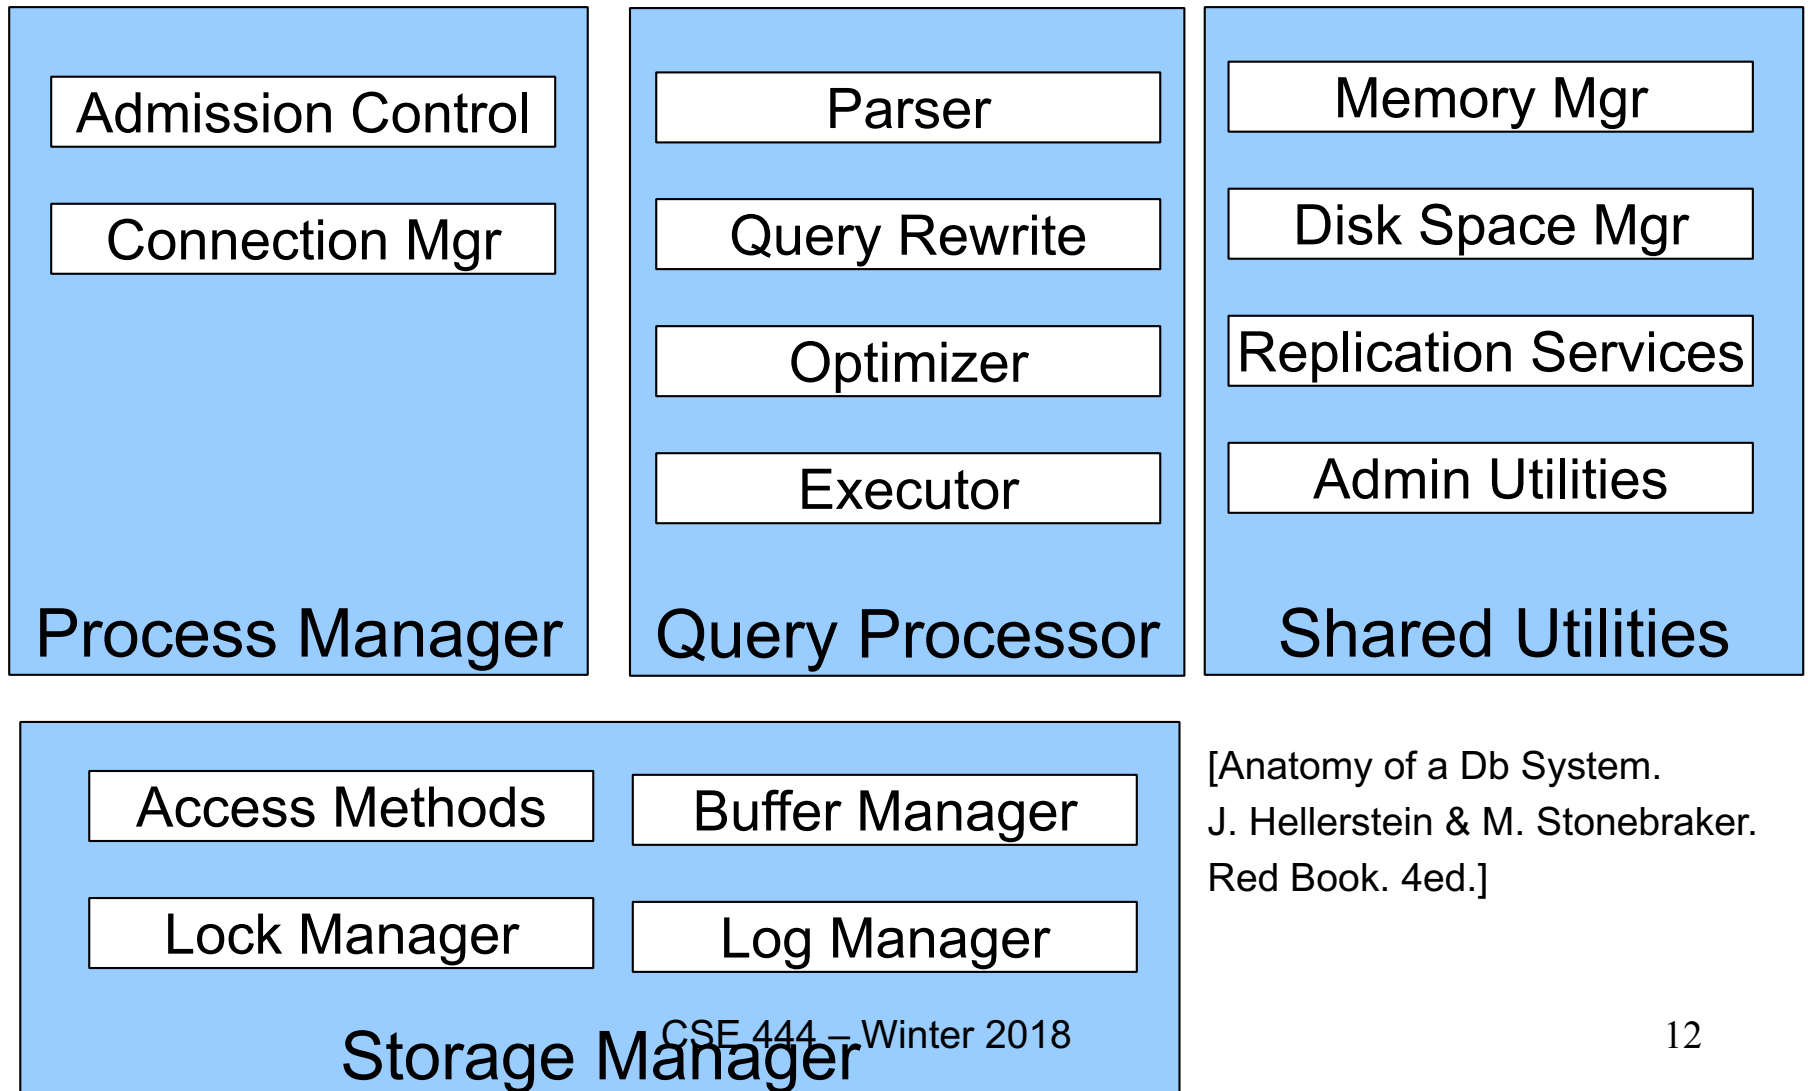 Admission Control
Connection Mgr
Process Manager
Parser
Query Rewrite
Optimizer
Executor
Query Processor
Memory Mgr
Disk Space Mgr
Replication Services
Admin Utilities
Shared Utilities
Access Methods
Buffer Manager
Lock Manager
Log Manager
Storage Manager
[Anatomy of a Db System.
J. Hellerstein & M. Stonebraker.
Red Book. 4ed.]
CSE 444 – Winter 2018
12